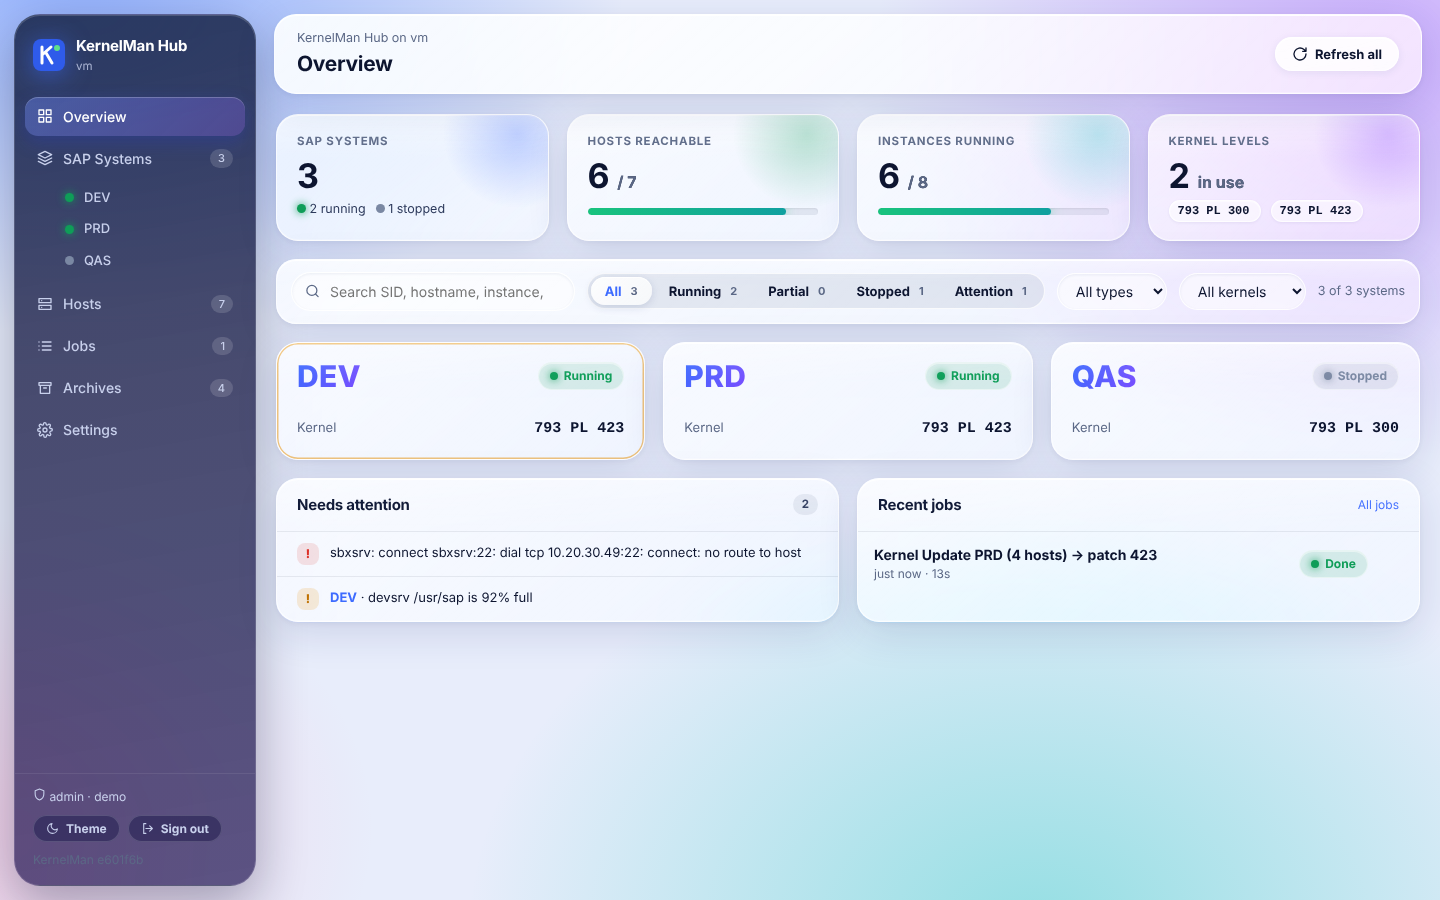 KernelMan Hub
vm
Overview
SAP Systems 3
DEV
PRD
QAS
Hosts 7
Jobs 1
Archives 4
Settings
admin · demo
Theme Sign out
KernelMan e801f6b
KernelMan Hub on vm
Overview
Refresh all
SAP SYSTEMS
3
2 running 1 stopped
HOSTS REACHABLE
6 / 7
INSTANCES RUNNING
6 / 8
KERNEL LEVELS
2 in use
793 PL 300 793 PL 423
Search SID, hostname, instance,
All 3 Running 2 Partial 0 Stopped 1 Attention 1
All types All kernels 3 of 3 systems
DEV Running
Kernel 793 PL 423
PRD Running
Kernel 793 PL 423
QAS Stopped
Kernel 793 PL 300
Needs attention 2
! sbxsrv: connect sbxsrv:22: dial tcp 10.20.30.49:22: connect: no route to host
! DEV · devsrv /usr/sap is 92% full
Recent jobs All jobs
Kernel Update PRD (4 hosts) → patch 423
just now · 13s
Done